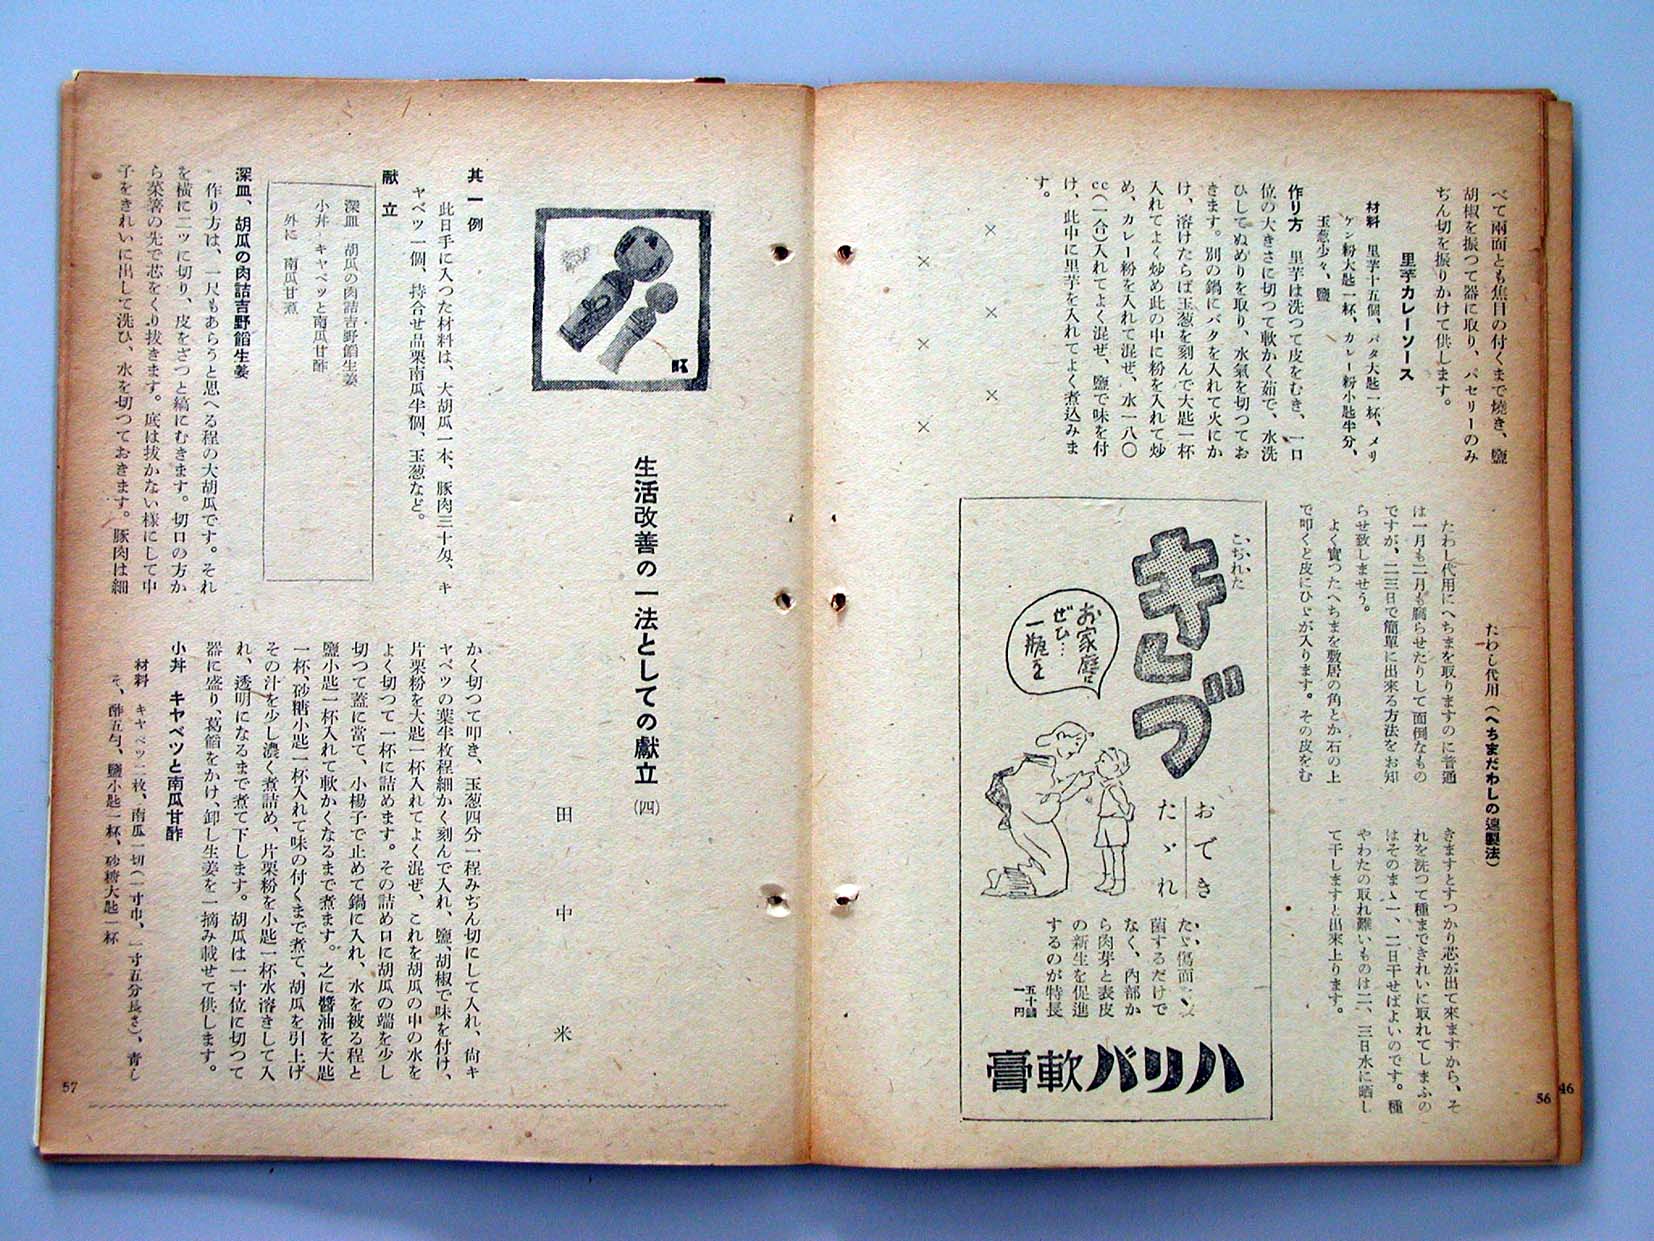 べて兩面とも焦目の付くまで燒き、鹽
胡椒を振つて器に取り、パセリーのみ
ぢん切を振りかけて供します。
里芋カレーソース
材料　里芋十五個、バタ大匙一杯、メリ
ケン粉大匙一杯、カレー粉小匙半分、
玉葱少々、鹽
作り方　里芋は洗つて皮をむき、一口
位の大きさに切つて軟かく茹で、水洗
ひしてぬめりを取り、水氣を切つてお
きます。別の鍋にバタを入れて火にか
け、溶けたらば玉葱を刻んで大匙一杯
入れてよく炒め此の中に粉を入れて炒
め、カレー粉を入れて混ぜ、水一八〇
cc(一合)入れてよく混ぜ、鹽で味を付
け、此中に里芋を入れてよく煮込みま
す。
×　×　×
×　×　×
たわし代用(へちまだわしの速製法)
たわし代用にへちまを取りますのに普通
は一月も二月も腐らせたりして面倒なもの
ですが、二三日で簡單に出來る方法をお知
らせ致しませう。
よく實つたへちまを敷居の角とか石の上
で叩くと皮にひゞが入ります。その皮をむ
きますとすつかり芯が出て來ますから、そ
れを洗つて種まできれいに取れてしまふの
はそのまゝ一、二日干せばよいのです。種
やわたの取れ難いものは二、三日水に晒し
て干しますと出來上ります。
こぢれた
きづ
お家庭に
ぜひ…
一瓶を
おでき
たゞれ
たゞ傷面を
菌するだけで
なく、内部か
ら肉芽と表皮
の新生を促進
するのが特長
五十錢
一円
ハリバ軟膏
56
46
生活改善の一法としての獻立(四)
田中米
其一例
此日手に入つた材料は、大胡瓜一本、豚肉三十匁、キ
ヤベツ一個、持合せ品栗南瓜半個、玉葱など。
献立
深皿　胡瓜の肉詰吉野餡生姜
小丼　キャベツと南瓜甘酢
外に　南瓜甘煮
深皿、胡瓜の肉詰吉野餡生姜
作り方は、一尺もあらうと思へる程の大胡瓜です。それ
を横に二ツに切り、皮をざつと縞にむきます。切口の方か
ら菜箸の先で芯をくり拔きます。底は拔かない樣にして中
子をきれいに出して洗ひ、水を切つておきます。豚肉は細
かく切つて叩き、玉葱四分一程みぢん切にして入れ、尙キ
ヤベツの葉半枚程細かく刻んで入れ、鹽、胡椒で味を付け、
片栗粉を大匙一杯入れてよく混ぜ、これを胡瓜の中の水を
よく切つて一杯に詰めます。その詰め口に胡瓜の端を少し
切つて蓋に當て、小楊子で止めて鍋に入れ、水を被る程と
鹽小匙一杯入れて軟かくなるまで煮ます。之に醬油を大匙
一杯、砂糖小匙一杯入れて味の付くまで煮て、胡瓜を引上げ
その汁を少し濃く煮詰め、片栗粉を小匙一杯水溶きして入
れ、透明になるまで煮て下します。胡瓜は一寸位に切つて
器に盛り、葛餡をかけ、卸し生姜を一摘み載せて供します。
小丼　キヤベツと南瓜甘酢
材料　キヤベツ二枚、南瓜一切(一寸巾、一寸五分長さ)、靑し
そ、酢五勺、鹽小匙一杯、砂糖大匙一杯
57